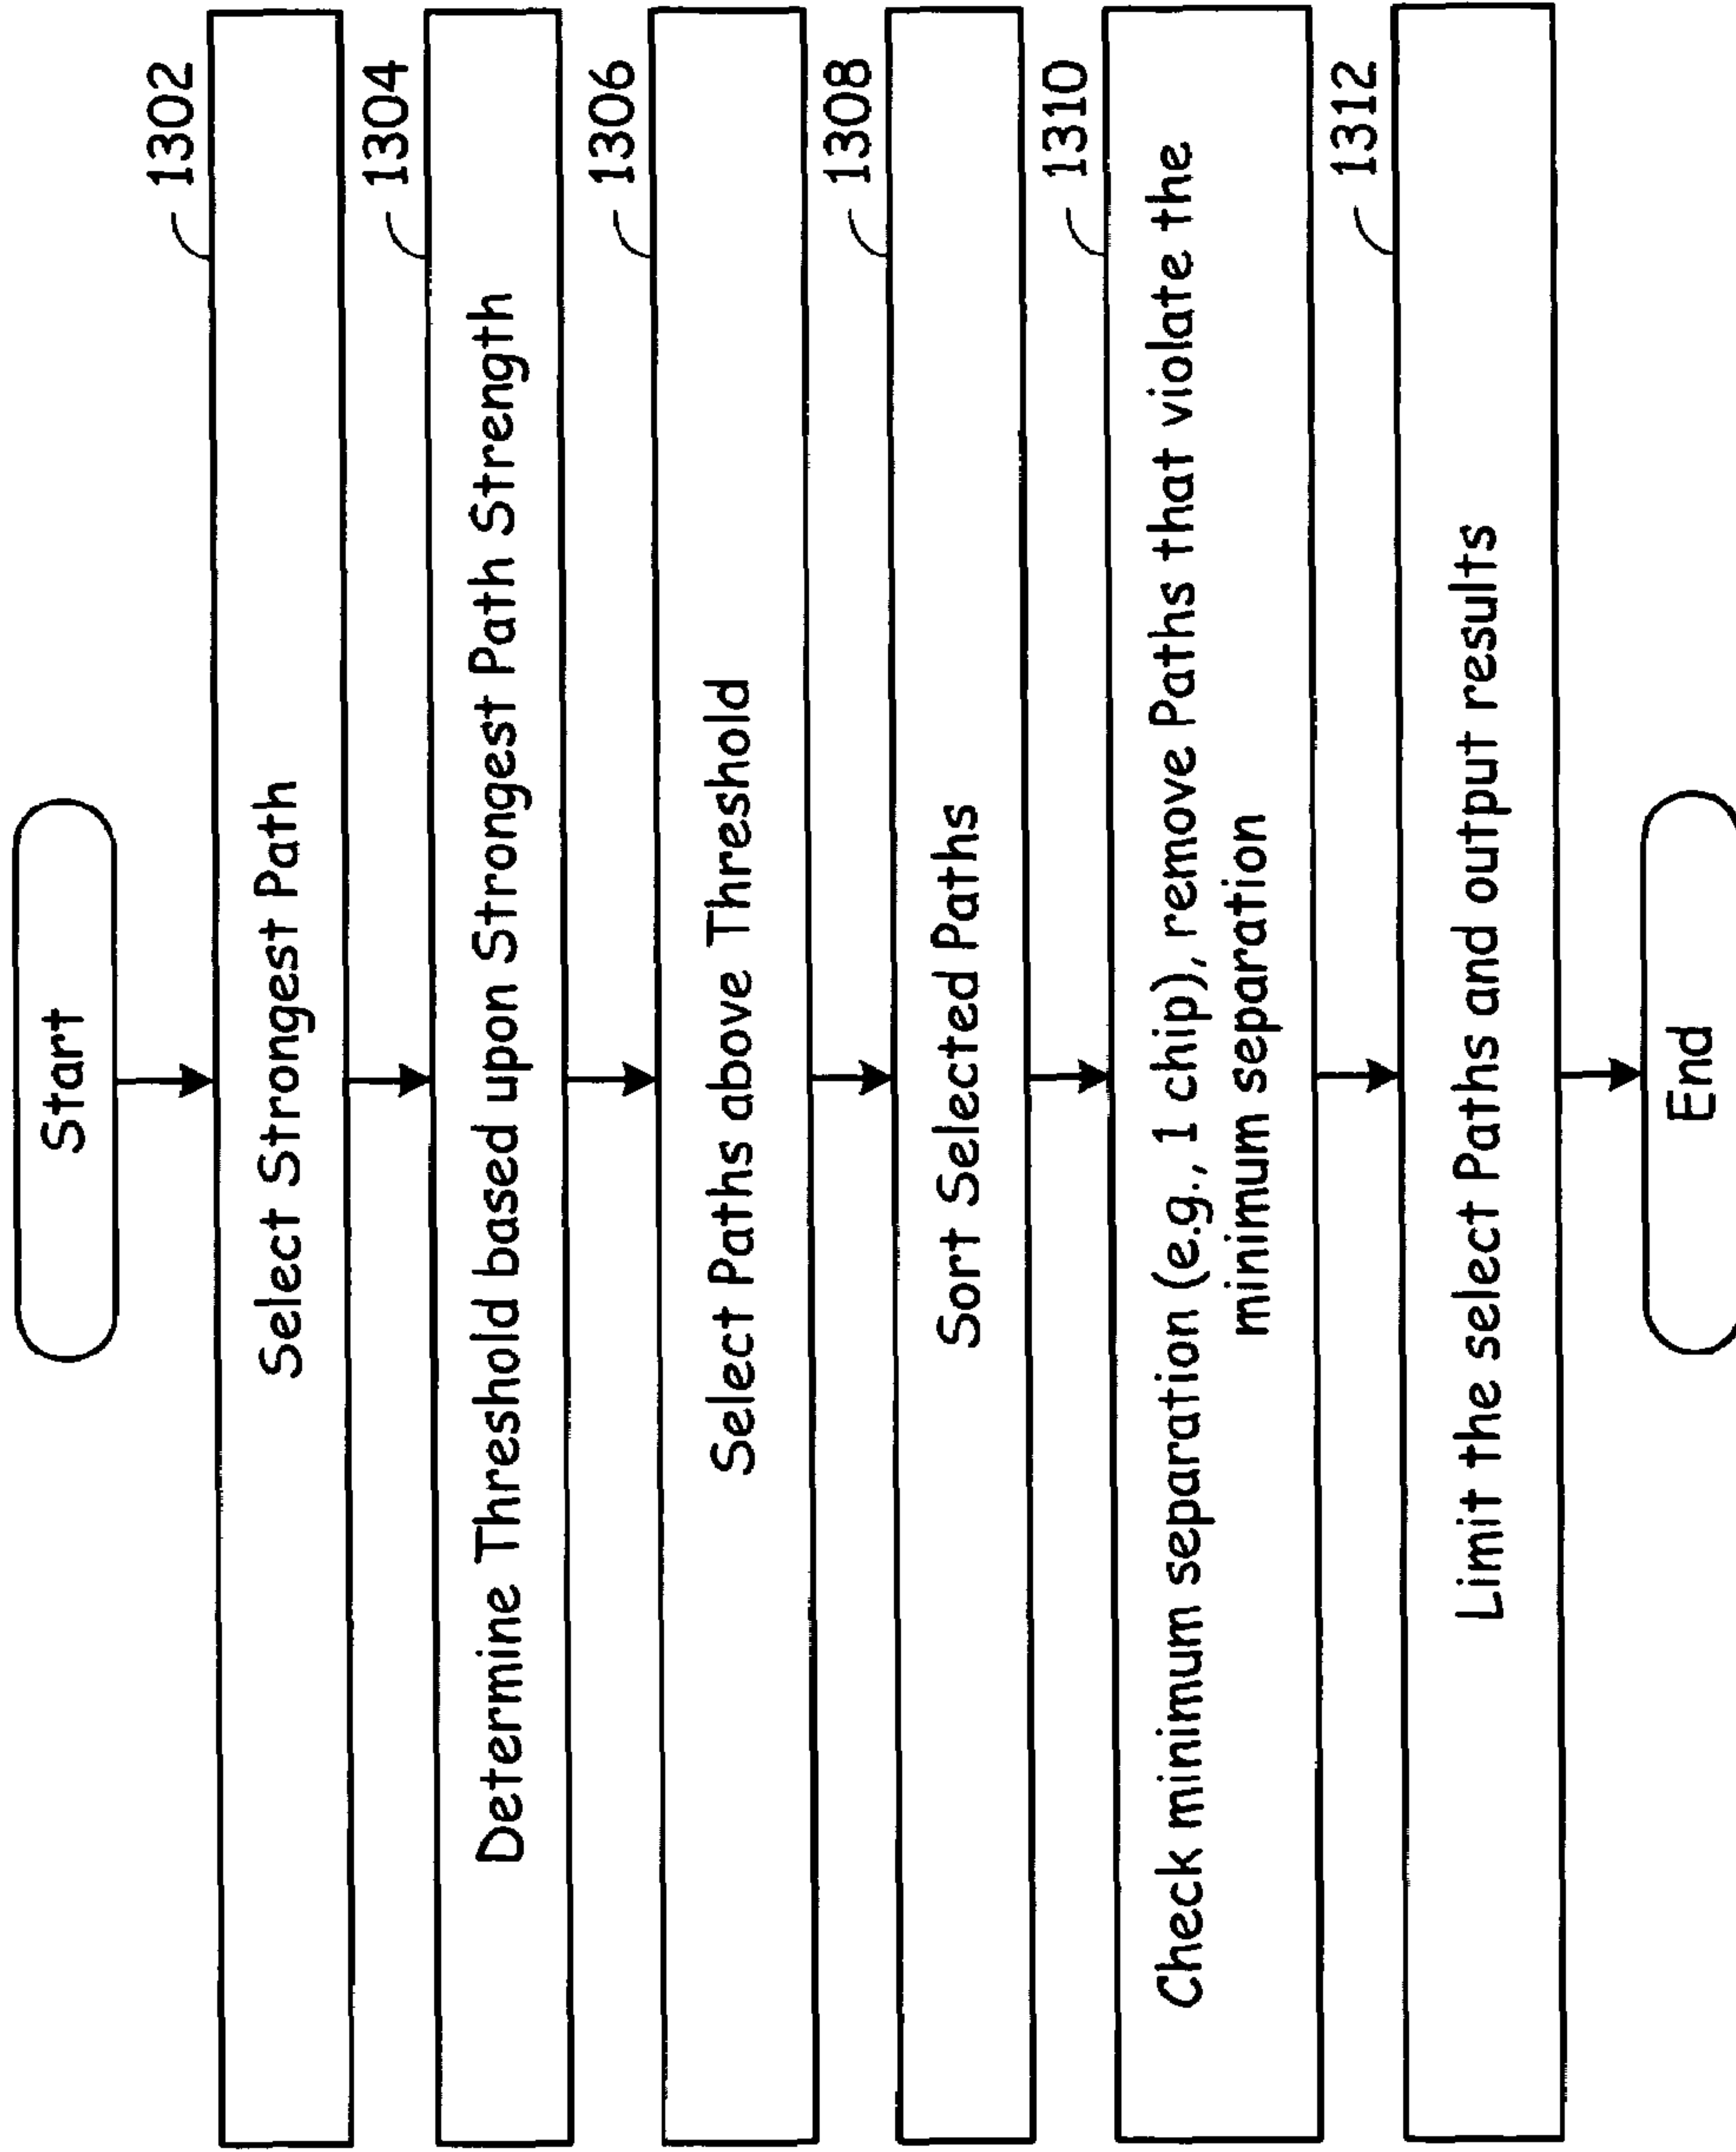 Start
1302
Select Strongest Path
1304
Determine Threshold based upon Strongest Path Strength
1306
Select Paths above Threshold
1308
Sort Selected Paths
1310
Check minimum separation (e.g., 1 chip), remove Paths that violate the
minimum separation
1312
Limit the select Paths and output results
End